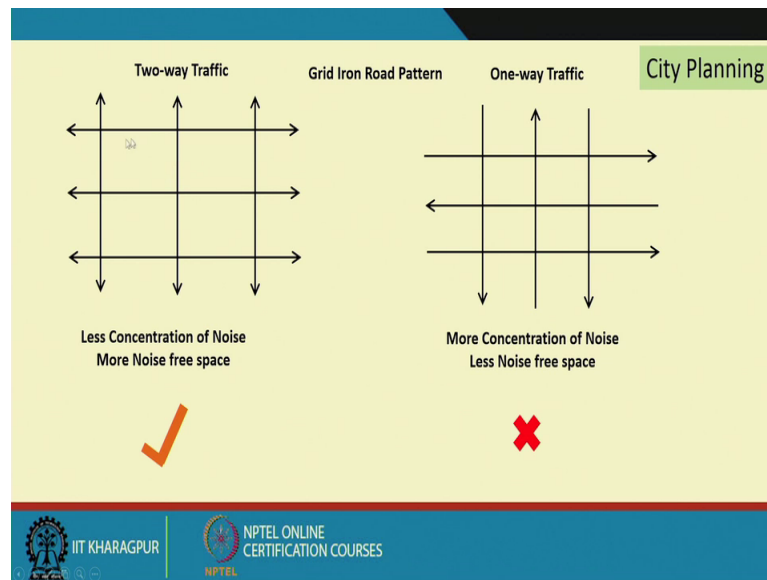 Two-way Traffic
Grid Iron Road Pattern
One-way Traffic
City Planning
Less Concentration of Noise
More Noise free space
More Concentration of Noise
Less Noise free space
IIT KHARAGPUR
NPTEL
NPTEL ONLINE
CERTIFICATION COURSES